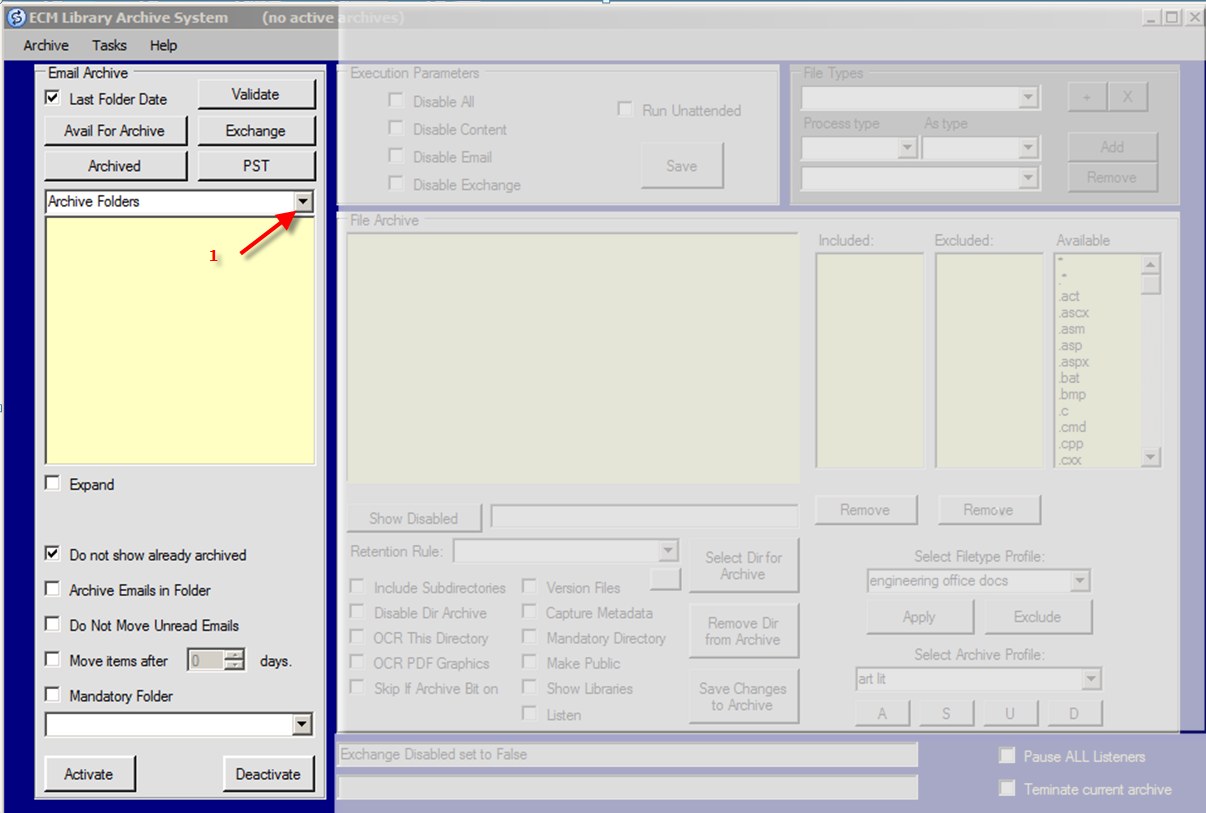 ECM Library Archive System (no active archives)
Archive Tasks Help
Email Archive
Last Folder Date
Validate
Avail For Archive
Exchange
Archived
PST
Archive Folders
1
Expand
Do not show already archived
Archive Emails in Folder
Do Not Move Unread Emails
Move items after 0 days.
Mandatory Folder
Activate
Deactivate
Execution Parameters
Disable All
Disable Content
Disable Email
Disable Exchange
Run Unattended
Save
File Types
+ X
Process type As type
Add
Remove
File Archive
Included:
Excluded:
Available
*
.*
.act
.ascx
.asm
.asp
.aspx
.bat
.bmp
.c
.cmd
.cpp
.cxx
Remove
Remove
Show Disabled
Retention Rule:
Include Subdirectories
Disable Dir Archive
OCR This Directory
OCR PDF Graphics
Skip If Archive Bit on
Version Files
Capture Metadata
Mandatory Directory
Make Public
Show Libraries
Listen
Select Dir for
Archive
Remove Dir
from Archive
Save Changes
to Archive
Select Filetype Profile:
engineering office docs
Apply
Exclude
Select Archive Profile:
art lit
A S U D
Exchange Disabled set to False
Pause ALL Listeners
Teminate current archive